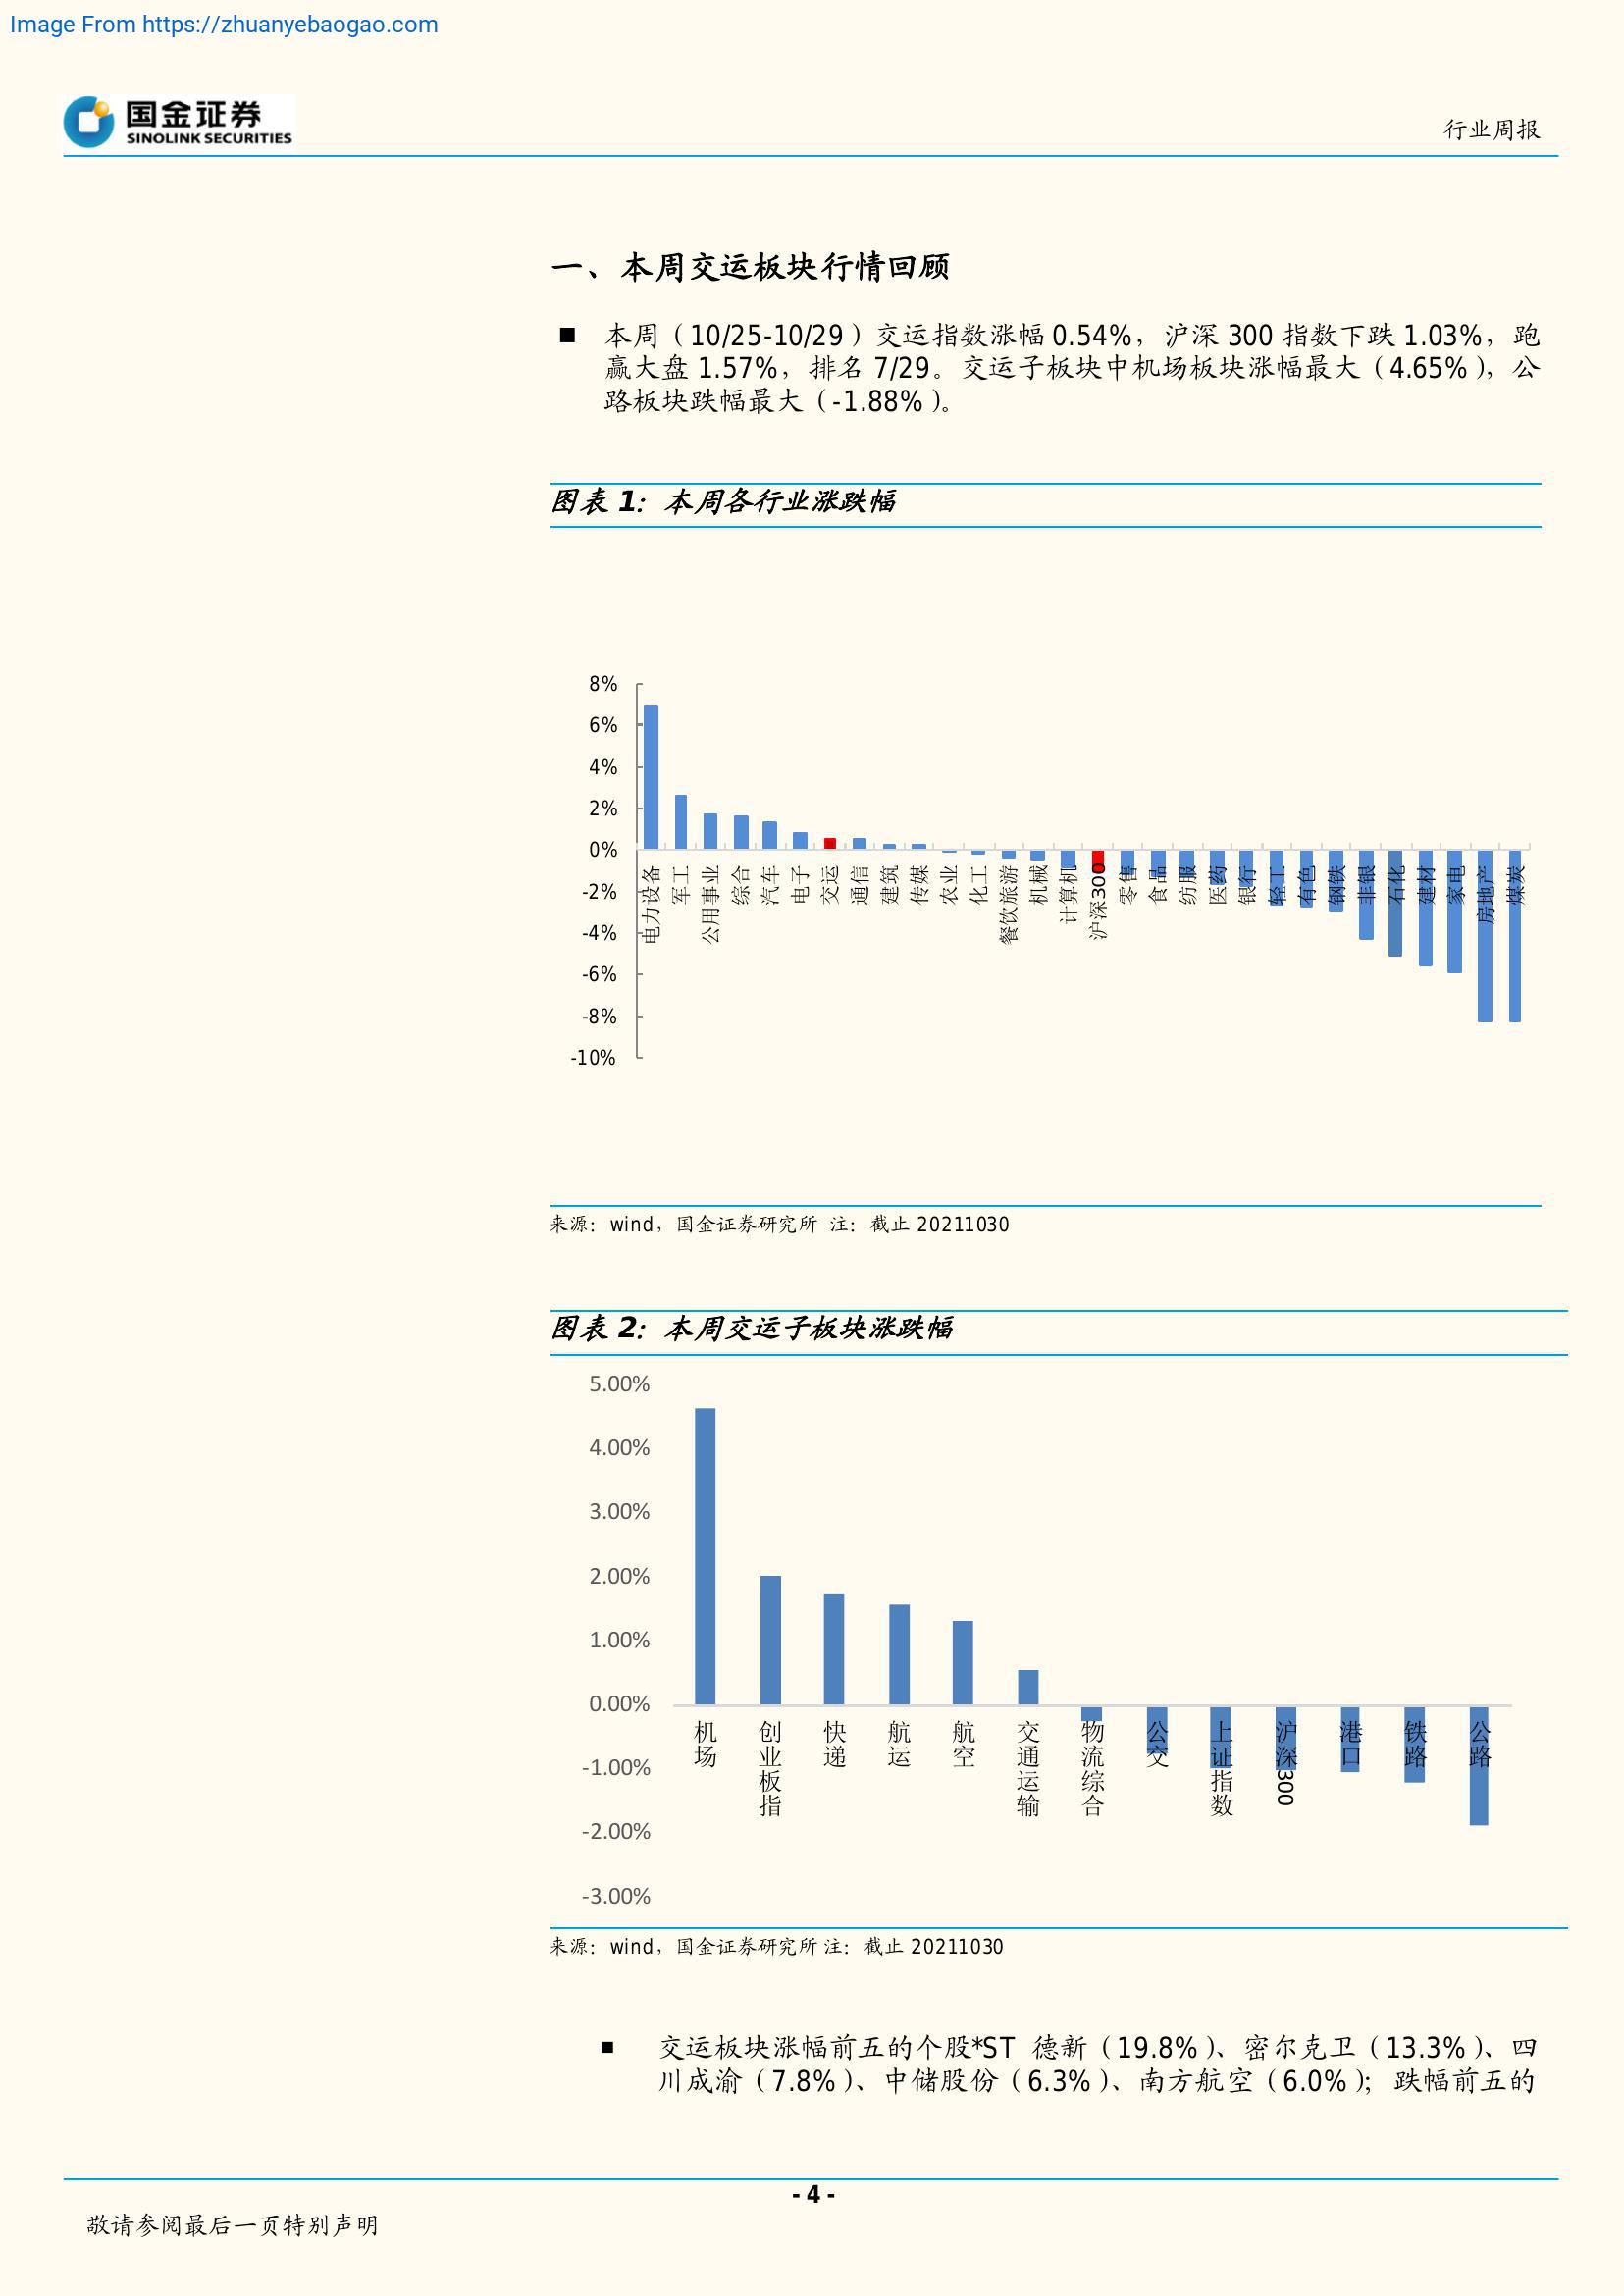 Image From https://zhuanyebaogao.com
国金证券
SINOLINK SECURITIES
行业周报
一、本周交运板块行情回顾
■ 本周（10/25-10/29）交运指数涨幅 0.54%，沪深 300 指数下跌 1.03%，跑
赢大盘 1.57%，排名 7/29。交运子板块中机场板块涨幅最大（4.65%），公
路板块跌幅最大（-1.88%）。
图表 1：本周各行业涨跌幅
8%
6%
4%
2%
0%
-2%
-4%
-6%
-8%
-10%
电力设备
军工
公用事业
综合
汽车
电子
交运
通信
建筑
传媒
农业
化工
餐饮旅游
机械
计算机
沪深300
零售
食品
纺服
医药
银行
轻工
有色
钢铁
非银
石化
建材
家电
房地产
煤炭
来源：wind，国金证券研究所 注：截止 20211030
图表 2：本周交运子板块涨跌幅
5.00%
4.00%
3.00%
2.00%
1.00%
0.00%
-1.00%
-2.00%
-3.00%
机场
创业板指
快递
航运
航空
交通运输
物流综合
公交
上证指数
沪深300
港口
铁路
公路
来源：wind，国金证券研究所 注：截止 20211030
■ 交运板块涨幅前五的个股*ST 德新（19.8%）、密尔克卫（13.3%）、四
川成渝（7.8%）、中储股份（6.3%）、南方航空（6.0%）；跌幅前五的
- 4 -
敬请参阅最后一页特别声明